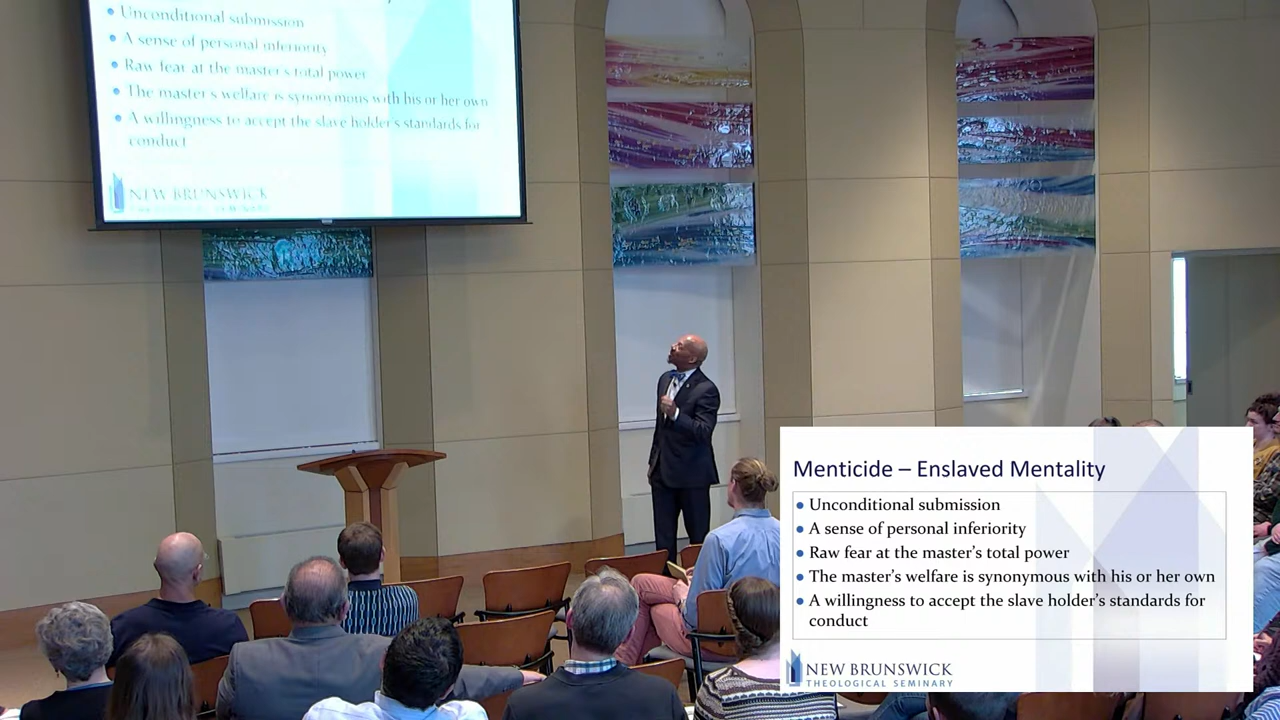 Unconditional submission
A sense of personal inferiority
Raw fear at the master's total power
The master's welfare is synonymous with his or her own
A willingness to accept the slave holder's standards for
conduct
NEW BRUNSWICK
THEOLOGICAL SEMINARY
Menticide – Enslaved Mentality
Unconditional submission
A sense of personal inferiority
Raw fear at the master's total power
The master's welfare is synonymous with his or her own
A willingness to accept the slave holder's standards for
conduct
NEW BRUNSWICK
THEOLOGICAL SEMINARY